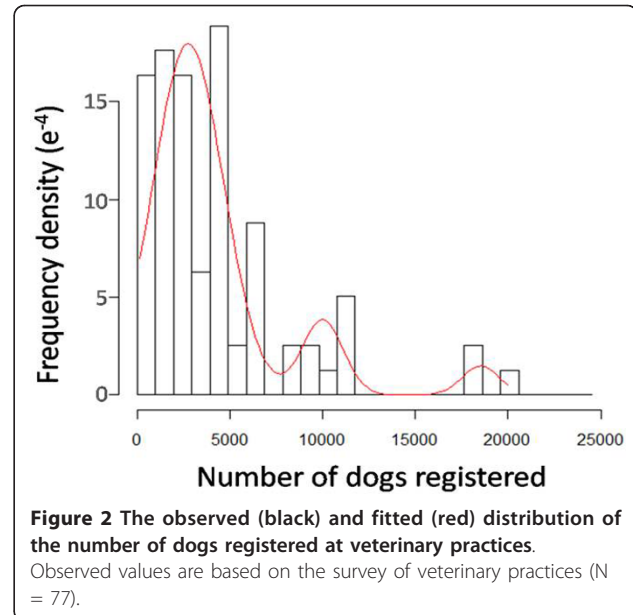 Frequency density (e-4)
15
10
5
0
0 5000 10000 15000 20000 25000
Number of dogs registered
Figure 2 The observed (black) and fitted (red) distribution of
the number of dogs registered at veterinary practices.
Observed values are based on the survey of veterinary practices (N
= 77).